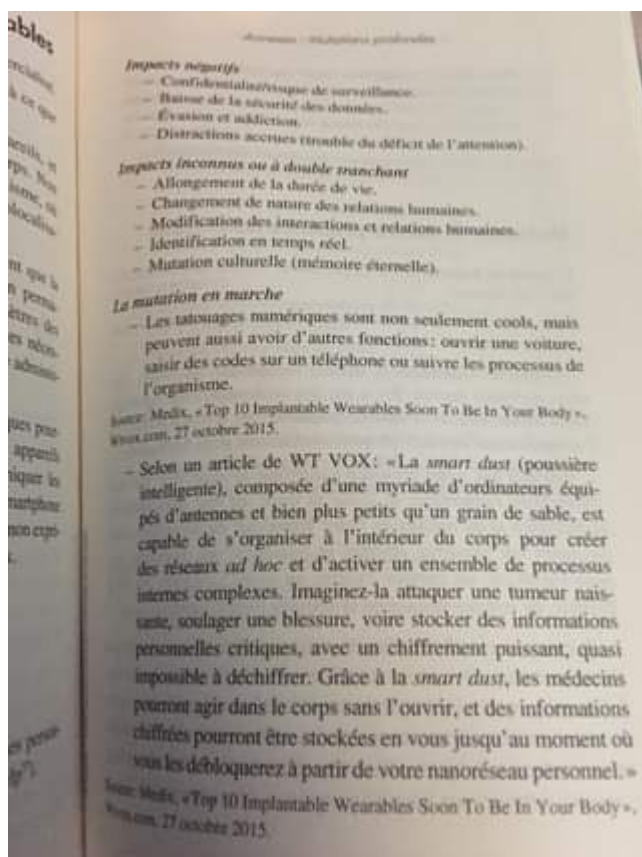 ables
Annexe : mutations profondes
Impacts négatifs
– Confidentialité/risque de surveillance.
– Baisse de la sécurité des données.
– Évasion et addiction.
– Distractions accrues (trouble du déficit de l'attention).
Impacts inconnus ou à double tranchant
– Allongement de la durée de vie.
– Changement de nature des relations humaines.
– Modification des interactions et relations humaines.
– Identification en temps réel.
– Mutation culturelle (mémoire éternelle).
La mutation en marche
– Les tatouages numériques sont non seulement cools, mais
peuvent aussi avoir d'autres fonctions : ouvrir une voiture,
saisir des codes sur un téléphone ou suivre les processus de
l'organisme.
Source: Medix, «Top 10 Implantable Wearables Soon To Be In Your Body»,
wtvox.com, 27 octobre 2015.
– Selon un article de WT VOX: «La smart dust (poussière
intelligente), composée d'une myriade d'ordinateurs équi-
pés d'antennes et bien plus petits qu'un grain de sable, est
capable de s'organiser à l'intérieur du corps pour créer
des réseaux ad hoc et d'activer un ensemble de processus
internes complexes. Imaginez-la attaquer une tumeur nais-
sante, soulager une blessure, voire stocker des informations
personnelles critiques, avec un chiffrement puissant, quasi
impossible à déchiffrer. Grâce à la smart dust, les médecins
pourront agir dans le corps sans l'ouvrir, et des informations
chiffrées pourront être stockées en vous jusqu'au moment où
vous les débloquerez à partir de votre nanoréseau personnel.»
Source: Medix, «Top 10 Implantable Wearables Soon To Be In Your Body»,
wtvox.com, 27 octobre 2015.